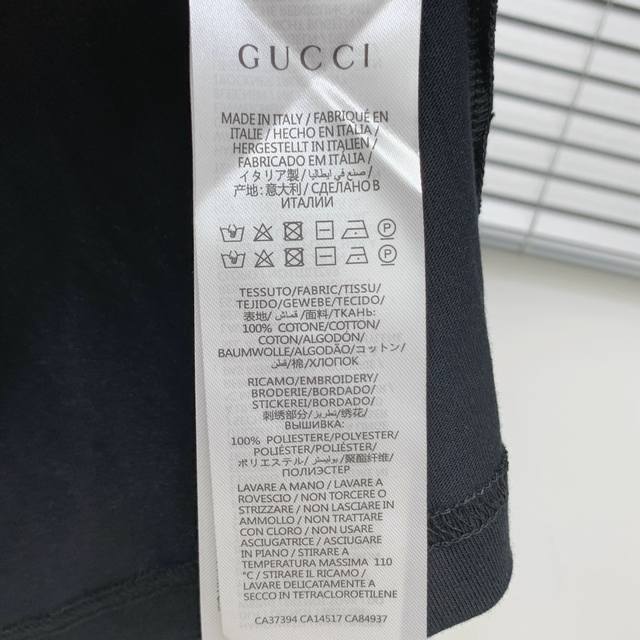 GUCCI
MADE IN ITALY / FABRIQUÉ EN
ITALIE / HECHO EN ITALIA /
HERGESTELLT IN ITALIEN /
FABRICADO EM ITÁLIA /
イタリア製 / صنع في ايطاليا /
产地:意大利 / СДЕЛАНО В
ИТАЛИИ
TESSUTO/FABRIC/TISSU/
TEJIDO/GEWEBE/TECIDO/
表地/قماش/面料/ТКАНЬ:
100% COTONE/COTTON/
COTON/ALGODÓN/
BAUMWOLLE/ALGODÃO/コットン/
قطن/棉/ХЛОПОК
RICAMO/EMBROIDERY/
BRODERIE/BORDADO/
STICKEREI/BORDADO/
刺绣部分/تطريز/绣花/
ВЫШИВКА:
100% POLIESTERE/POLYESTER/
POLIÉSTER/POLIÉSTER/
ポリエステル/بوليستر/聚酯纤维/
ПОЛИЭСТЕР
LAVARE A MANO / LAVARE A
ROVESCIO / NON TORCERE O
STRIZZARE / NON LASCIARE IN
AMMOLLO / NON TRATTARE
CON CLORO / NON USARE
ASCIUGATRICE / ASCIUGARE
IN PIANO / STIRARE A
TEMPERATURA MASSIMA 110
°C / STIRARE IL RICAMO /
LAVARE DELICATAMENTE A
SECCO IN TETRACLOROETILENE
CA37394 CA14517 CA84937